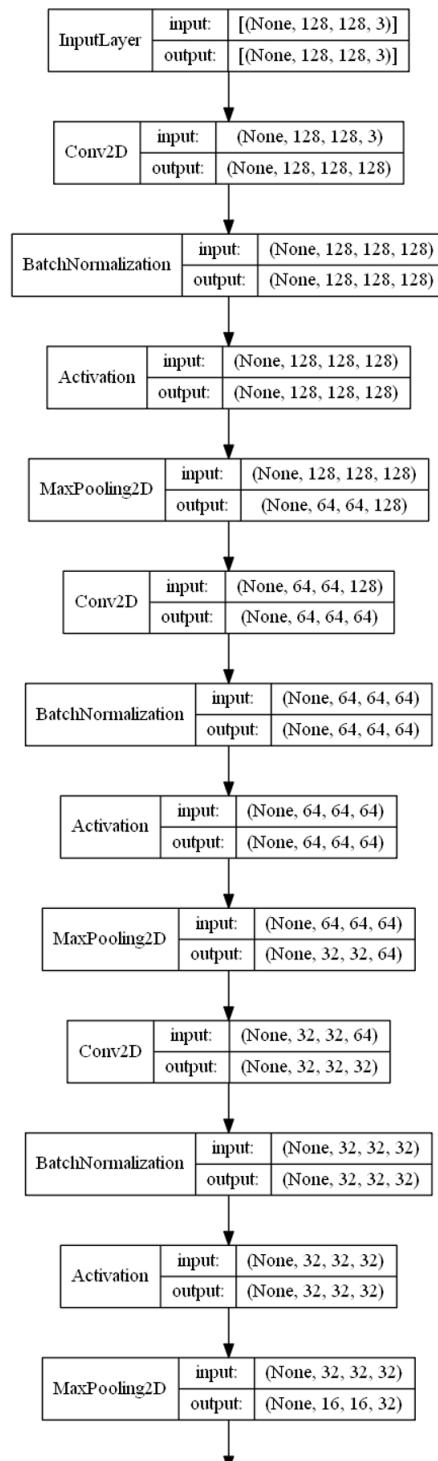 InputLayer input: [(None, 128, 128, 3)]
output: [(None, 128, 128, 3)]
Conv2D input: (None, 128, 128, 3)
output: (None, 128, 128, 128)
BatchNormalization input: (None, 128, 128, 128)
output: (None, 128, 128, 128)
Activation input: (None, 128, 128, 128)
output: (None, 128, 128, 128)
MaxPooling2D input: (None, 128, 128, 128)
output: (None, 64, 64, 128)
Conv2D input: (None, 64, 64, 128)
output: (None, 64, 64, 64)
BatchNormalization input: (None, 64, 64, 64)
output: (None, 64, 64, 64)
Activation input: (None, 64, 64, 64)
output: (None, 64, 64, 64)
MaxPooling2D input: (None, 64, 64, 64)
output: (None, 32, 32, 64)
Conv2D input: (None, 32, 32, 64)
output: (None, 32, 32, 32)
BatchNormalization input: (None, 32, 32, 32)
output: (None, 32, 32, 32)
Activation input: (None, 32, 32, 32)
output: (None, 32, 32, 32)
MaxPooling2D input: (None, 32, 32, 32)
output: (None, 16, 16, 32)